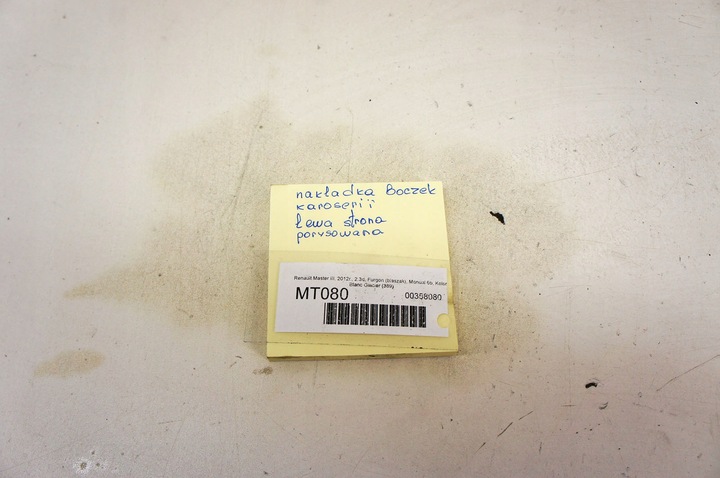 nakładka Boczek
karoserii
lewa strona
porysowana
Renault Master III, 2012r., 2.3d, Furgon (blaszak), Manual 6b, Kolor
Blanc Glacier (369)
MT080
00358080